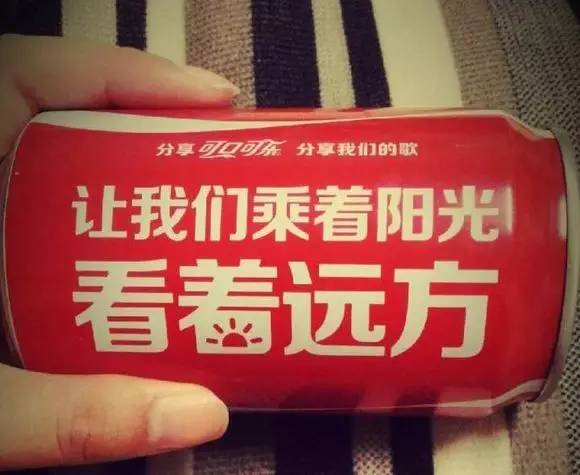 分享 可口可乐 分享我们的歌
让我们乘着阳光
看着远方